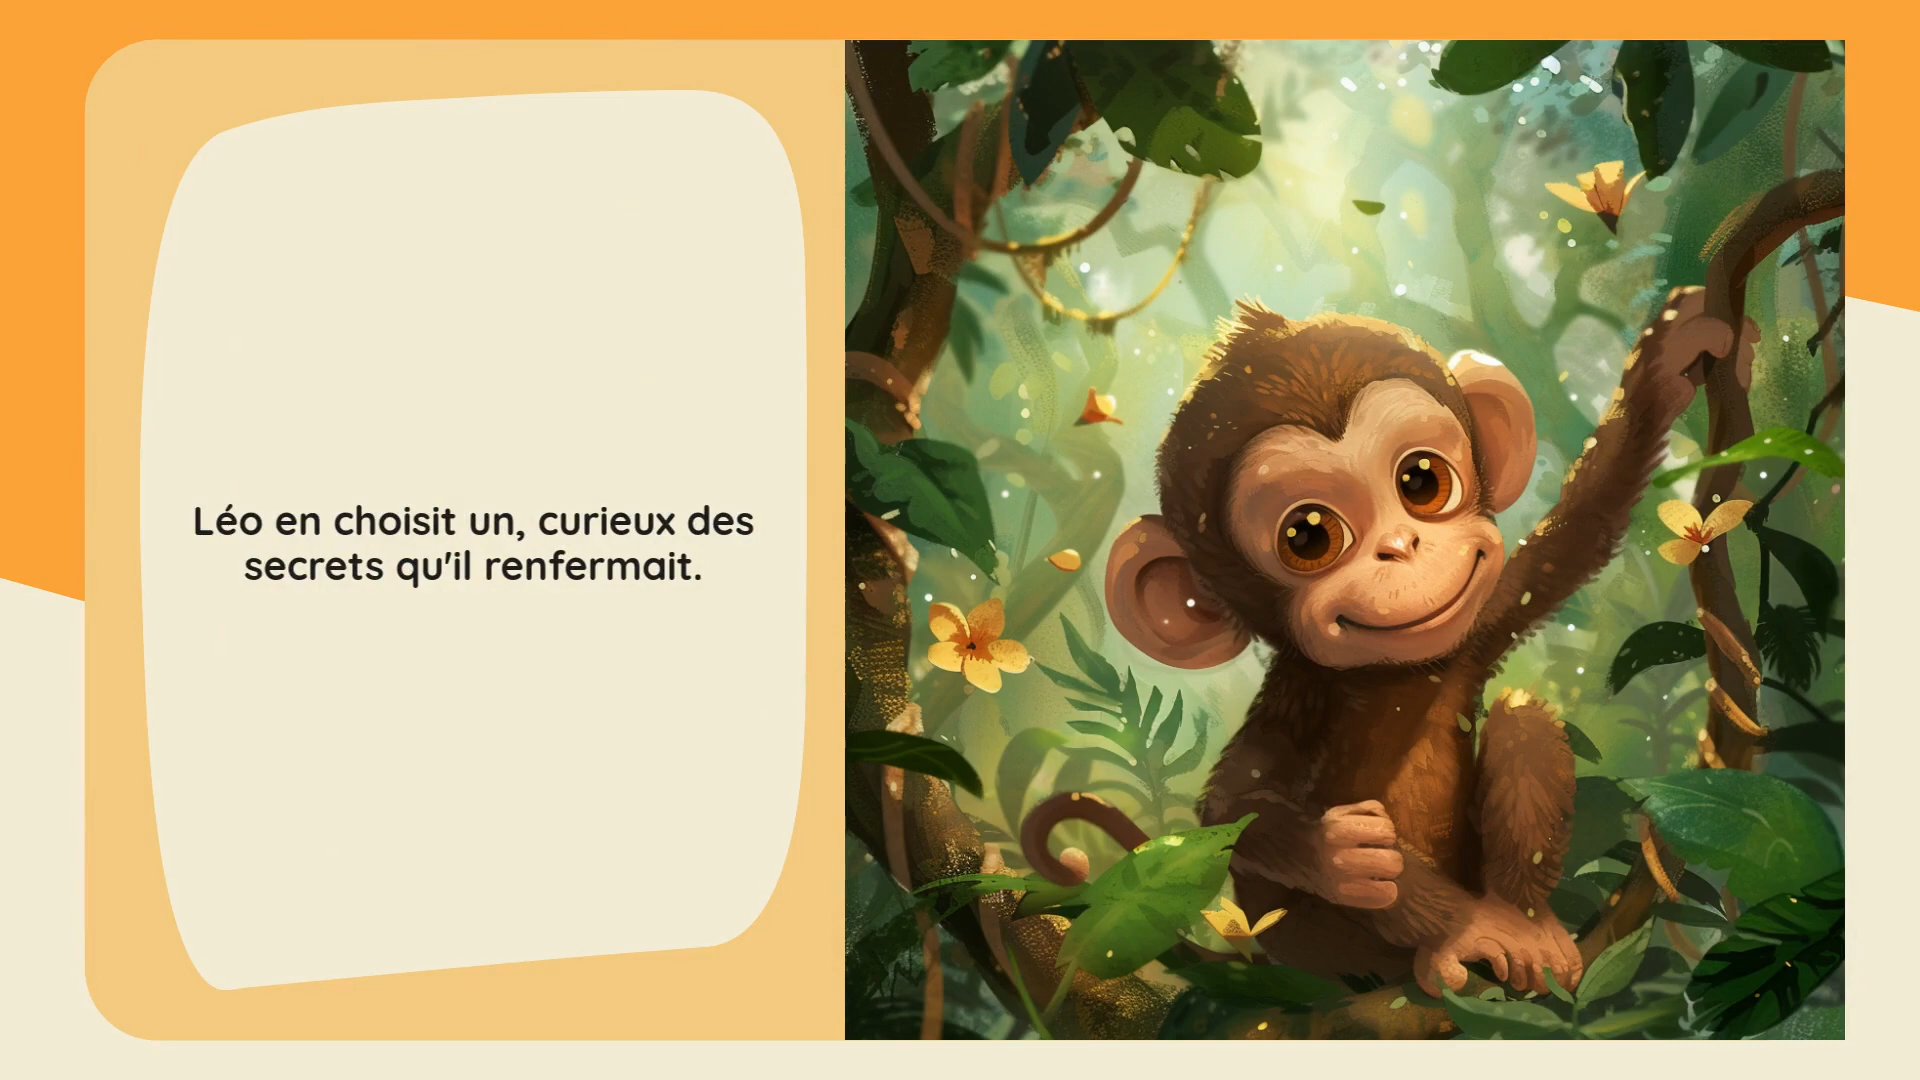 Léo en choisit un, curieux des
secrets qu'il renfermait.